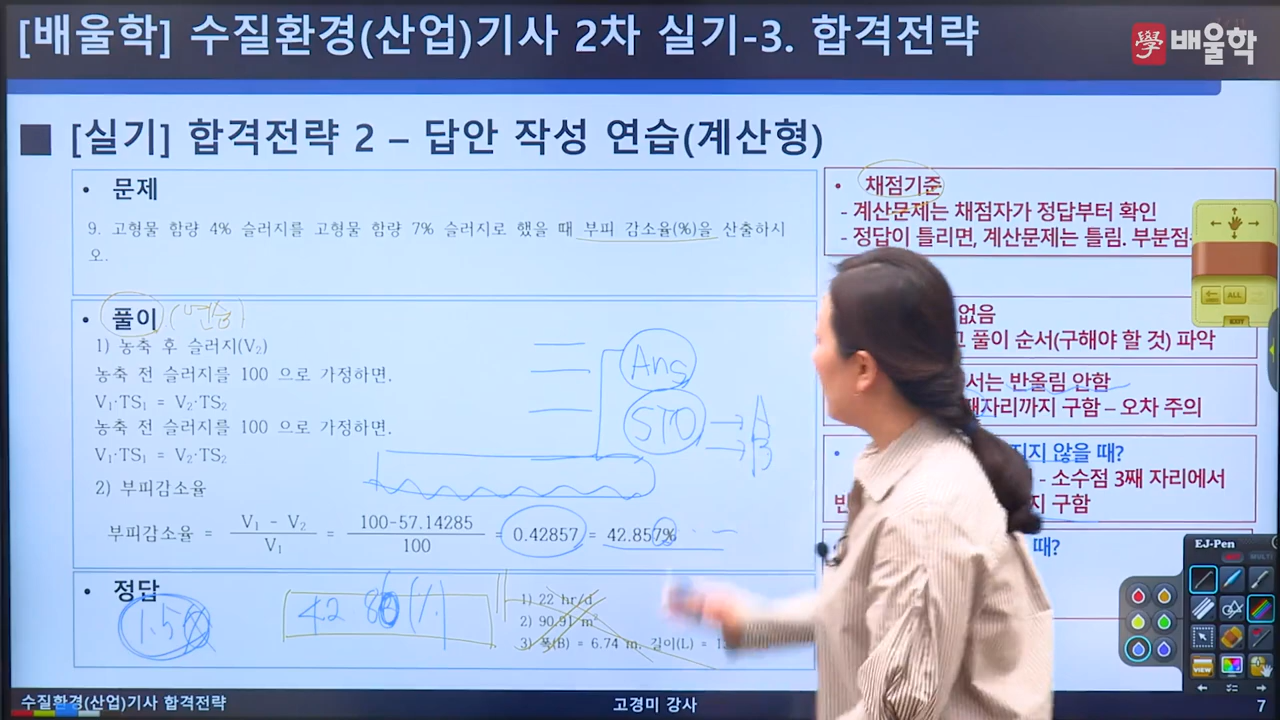 [배울학] 수질환경(산업)기사 2차 실기-3. 합격전략
學 배울학
[실기] 합격전략 2 – 답안 작성 연습(계산형)
• 문제
9. 고형물 함량 4% 슬러지를 고형물 함량 7% 슬러지로 했을 때 부피 감소율(%)을 산출하시
오.
• 채점기준
- 계산문제는 채점자가 정답부터 확인
- 정답이 틀리면, 계산문제는 틀림. 부분점
• 풀이 (연습)
1) 농축 후 슬러지(V₂)
농축 전 슬러지를 100 으로 가정하면.
V₁·TS₁ = V₂·TS₂
농축 전 슬러지를 100 으로 가정하면.
V₁·TS₁ = V₂·TS₂
2) 부피감소율
부피감소율 = V₁ - V₂ / V₁ = 100-57.14285 / 100 = 0.42857 = 42.857%
Ans
STO → A
→ B
없음
풀이 순서(구해야 할 것) 파악
서는 반올림 안함
째자리까지 구함 – 오차 주의
지지 않을 때?
- 소수점 3째 자리에서
구함
때?
• 정답
1.5
42.86(%)
1) 22 hr/d
2) 90.91 m³
3) 폭(B) = 6.74 m, 길이(L) = 1
EJ-Pen
ALL
EXIT
VIEW
수질환경(산업)기사 합격전략
고경미 강사
7